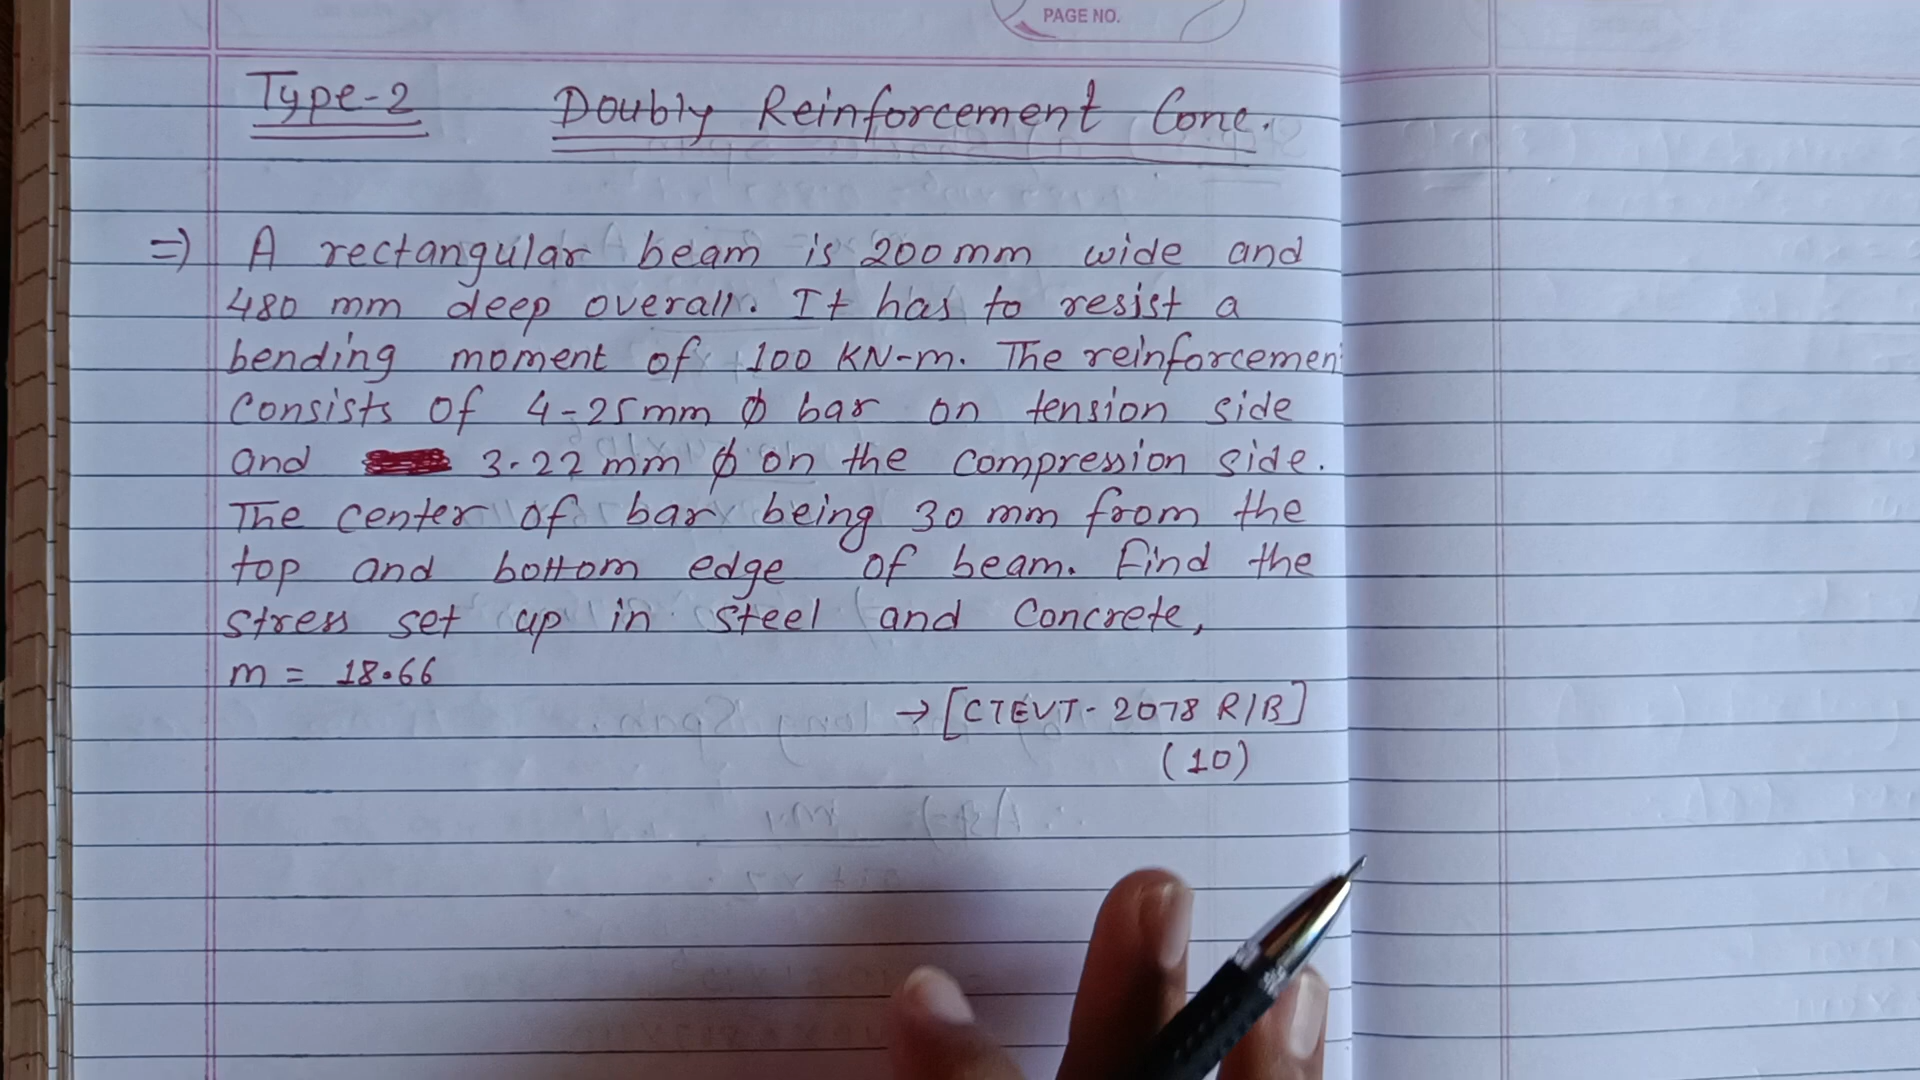 PAGE NO.
Type-2 Doubly Reinforcement Conc.
=) A rectangular beam is 200mm wide and
480 mm deep overall. It has to resist a
bending moment of 100 KN-m. The reinforcemen
Consists of 4-25mm ϕ bar on tension side
and 3-22 mm ϕ on the compression side.
The center of bar being 30 mm from the
top and bottom edge of beam. Find the
stress set up in steel and Concrete,
m = 18.66
→ [CTEVT- 2078 R/B]
(10)